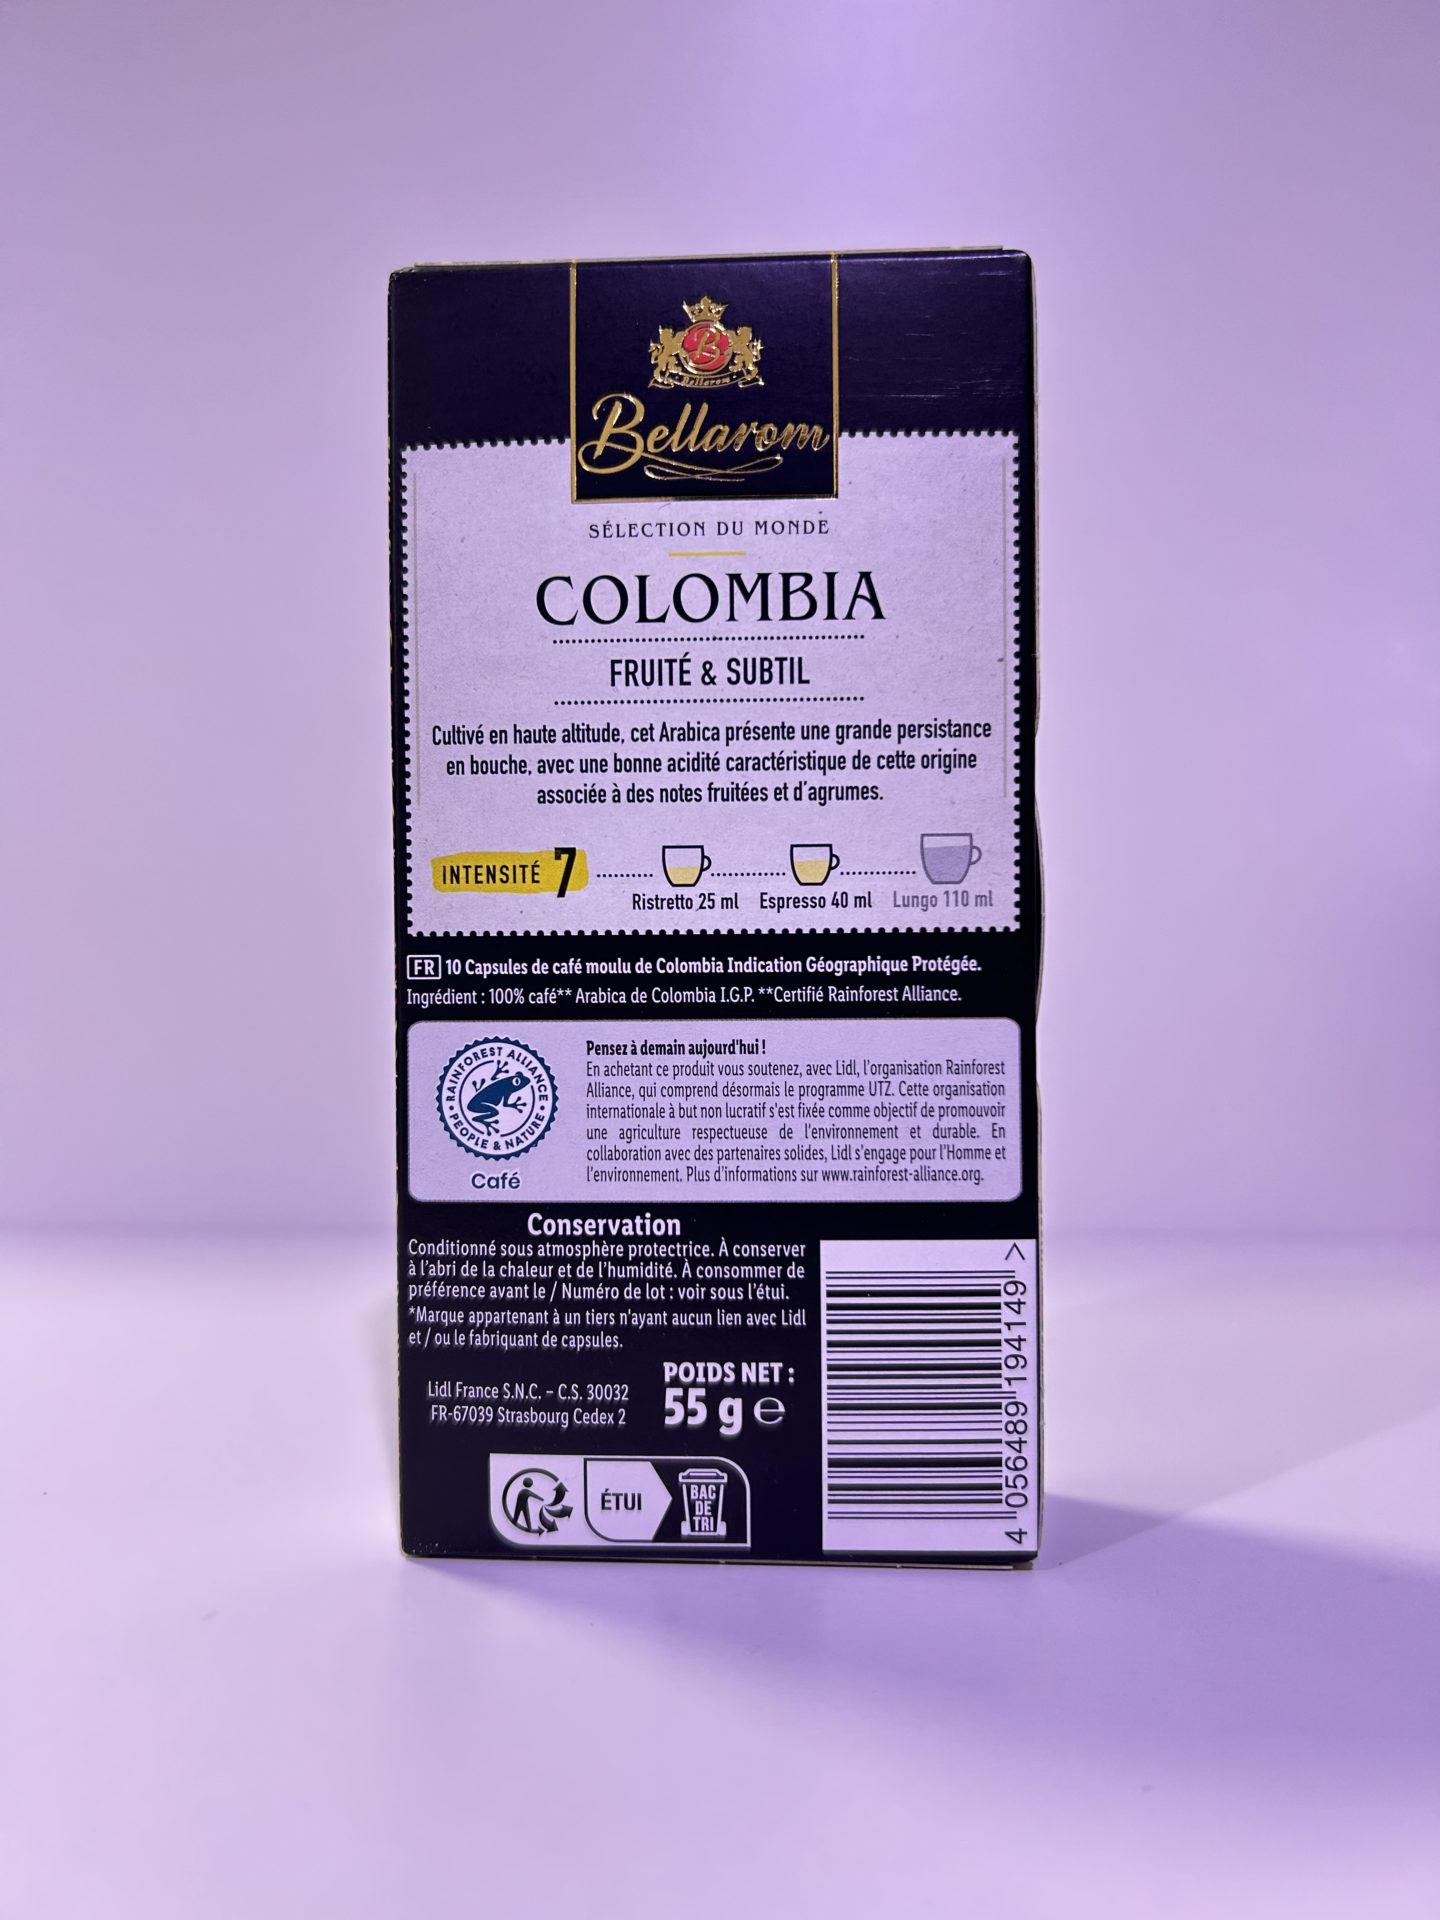 B
Bellarom
Bellarom
SÉLECTION DU MONDE
COLOMBIA
FRUITÉ & SUBTIL
Cultivé en haute altitude, cet Arabica présente une grande persistance
en bouche, avec une bonne acidité caractéristique de cette origine
associée à des notes fruitées et d'agrumes.
INTENSITÉ 7
Ristretto 25 ml Espresso 40 ml Lungo 110 ml
FR 10 Capsules de café moulu de Colombia Indication Géographique Protégée.
Ingrédient : 100% café** Arabica de Colombia I.G.P. **Certifié Rainforest Alliance.
RAINFOREST ALLIANCE
PEOPLE & NATURE
Café
Pensez à demain aujourd'hui !
En achetant ce produit vous soutenez, avec Lidl, l'organisation Rainforest
Alliance, qui comprend désormais le programme UTZ. Cette organisation
internationale à but non lucratif s'est fixée comme objectif de promouvoir
une agriculture respectueuse de l'environnement et durable. En
collaboration avec des partenaires solides, Lidl s'engage pour l'Homme et
l'environnement. Plus d'informations sur www.rainforest-alliance.org.
Conservation
Conditionné sous atmosphère protectrice. À conserver
à l'abri de la chaleur et de l'humidité. À consommer de
préférence avant le / Numéro de lot : voir sous l'étui.
*Marque appartenant à un tiers n'ayant aucun lien avec Lidl
et / ou le fabriquant de capsules.
Lidl France S.N.C. – C.S. 30032
FR-67039 Strasbourg Cedex 2
POIDS NET :
55 g ℮
ÉTUI
BAC
DE
TRI
4 056489 194149 >